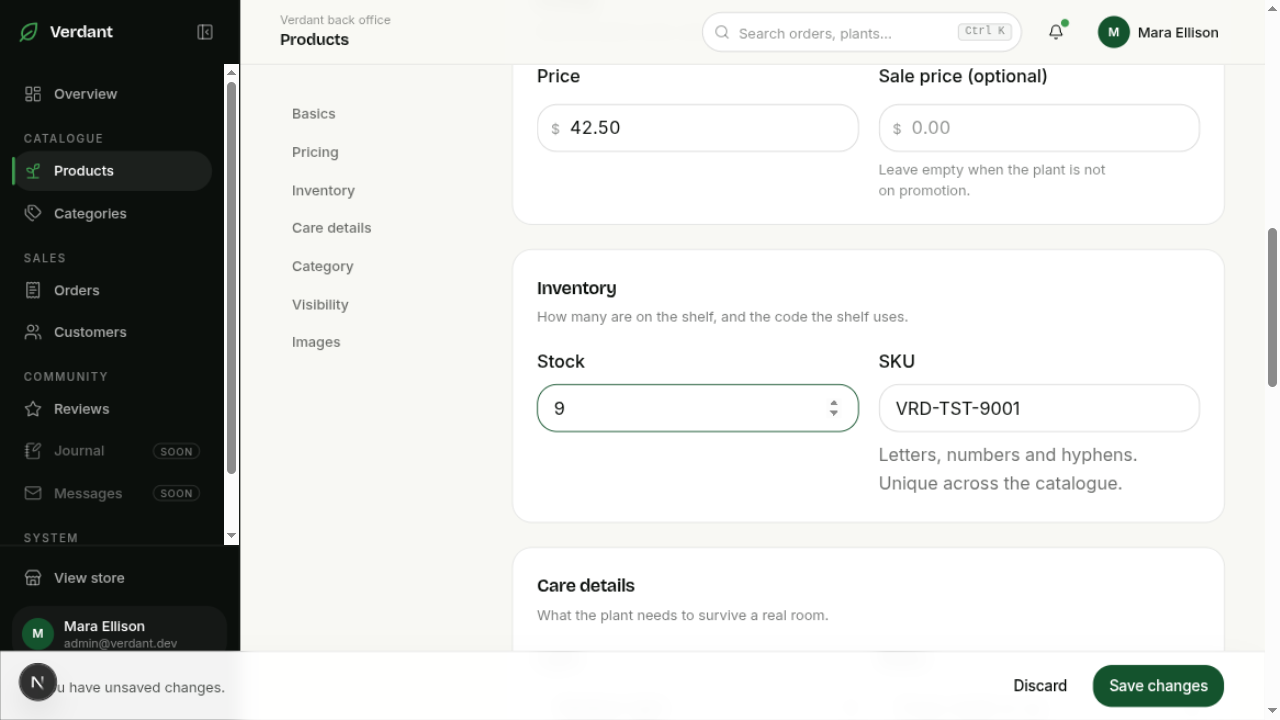 Verdant
Verdant back office
Products
Search orders, plants...
Ctrl K
M
Mara Ellison
Overview
CATALOGUE
Products
Categories
SALES
Orders
Customers
COMMUNITY
Reviews
Journal
SOON
Messages
SOON
SYSTEM
View store
M
Mara Ellison
admin@verdant.dev
Basics
Pricing
Inventory
Care details
Category
Visibility
Images
Price
Sale price (optional)
$ 42.50
$ 0.00
Leave empty when the plant is not
on promotion.
Inventory
How many are on the shelf, and the code the shelf uses.
Stock
SKU
9
VRD-TST-9001
Letters, numbers and hyphens.
Unique across the catalogue.
Care details
What the plant needs to survive a real room.
N
u have unsaved changes.
Discard
Save changes